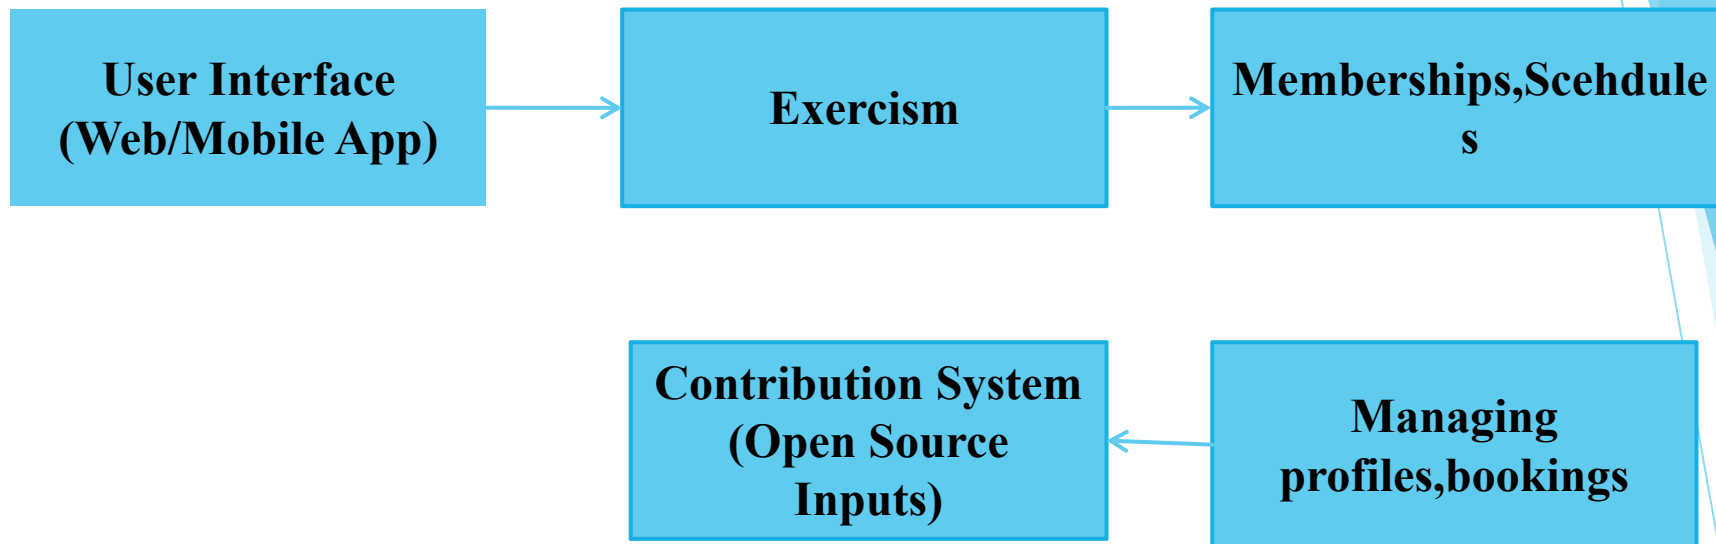 User Interface
(Web/Mobile App)
Exercism
Memberships,Scehdule
s
Contribution System
(Open Source
Inputs)
Managing
profiles,bookings